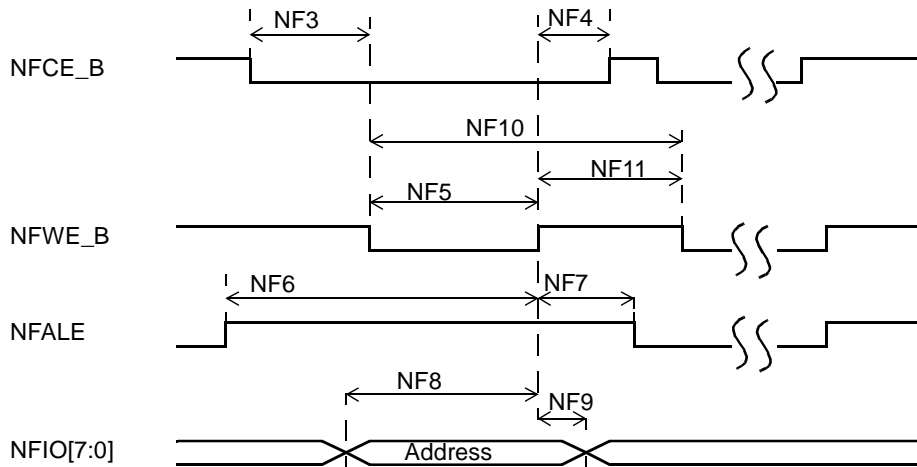 NF3
NF4
NFCE_B
NF10
NF11
NF5
NFWE_B
NF6
NF7
NFALE
NF8
NF9
NFIO[7:0]
Address